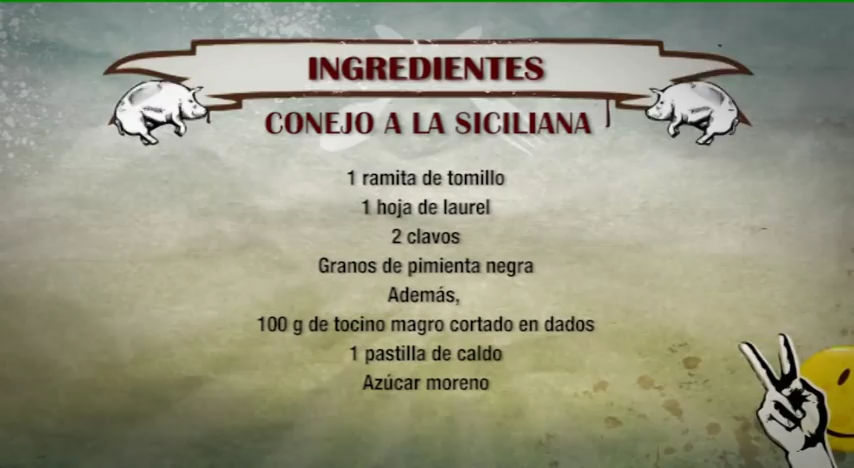 INGREDIENTES
CONEJO A LA SICILIANA
1 ramita de tomillo
1 hoja de laurel
2 clavos
Granos de pimienta negra
Además,
100 g de tocino magro cortado en dados
1 pastilla de caldo
Azúcar moreno